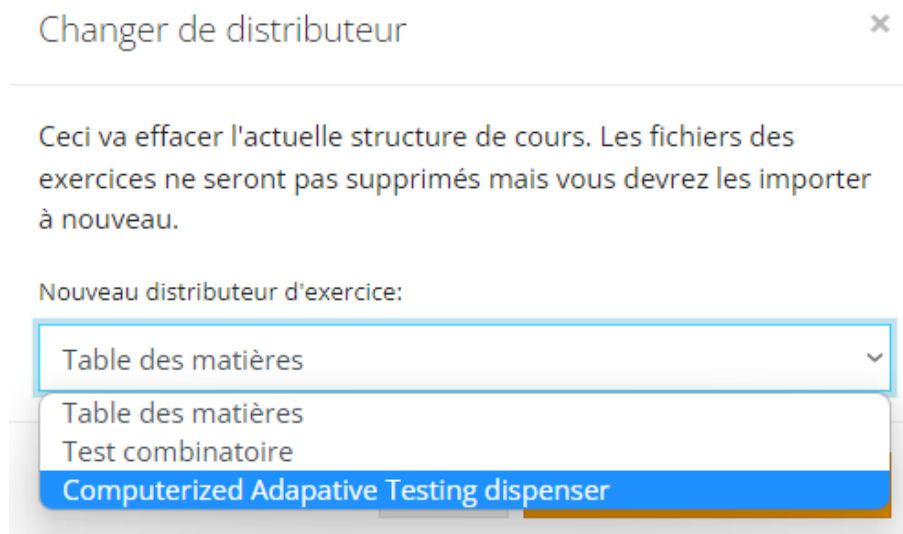 Changer de distributeur
×
Ceci va effacer l'actuelle structure de cours. Les fichiers des
exercices ne seront pas supprimés mais vous devrez les importer
à nouveau.
Nouveau distributeur d'exercice:
Table des matières
Table des matières
Test combinatoire
Computerized Adapative Testing dispenser